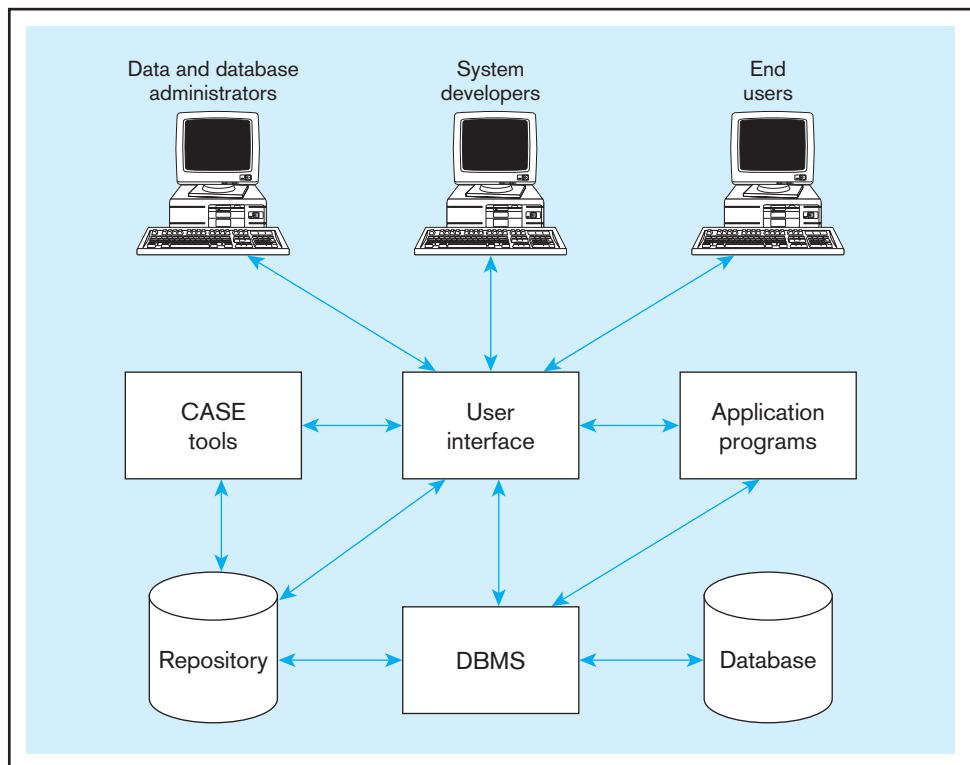 Data and database
administrators
System
developers
End
users
CASE
tools
User
interface
Application
programs
Repository
DBMS
Database